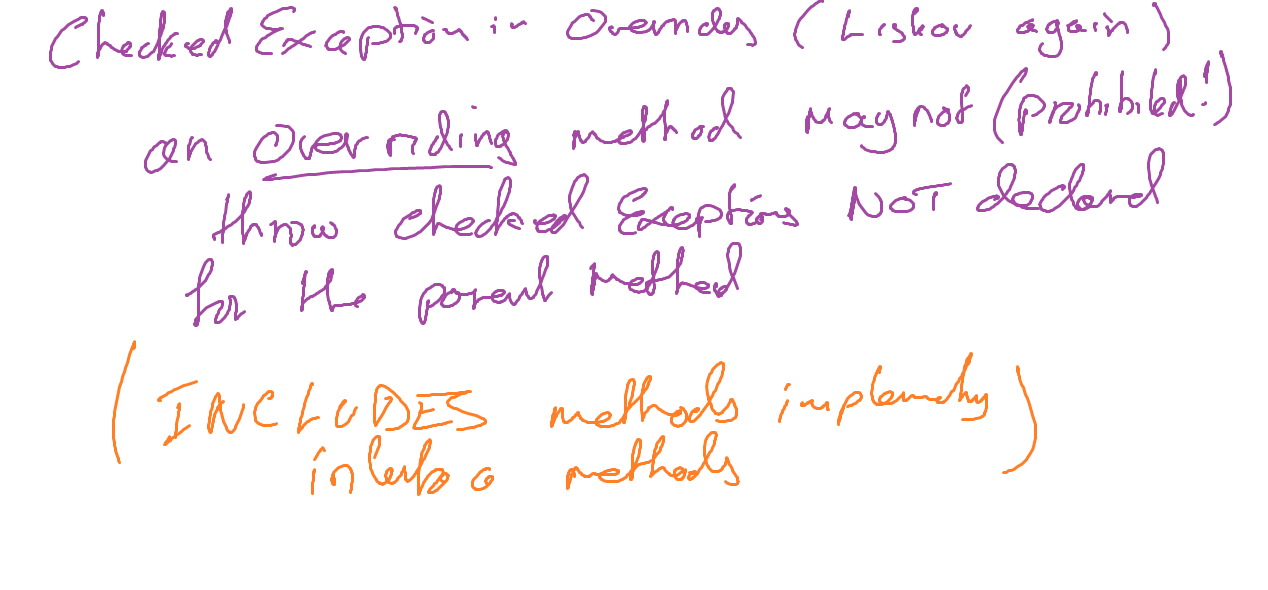 Checked Exception in Overrides (Liskov again)
an overriding method may not (prohibited!)
throw checked Exceptions NOT declared
for the parent method
(INCLUDES methods implementing)
interface methods